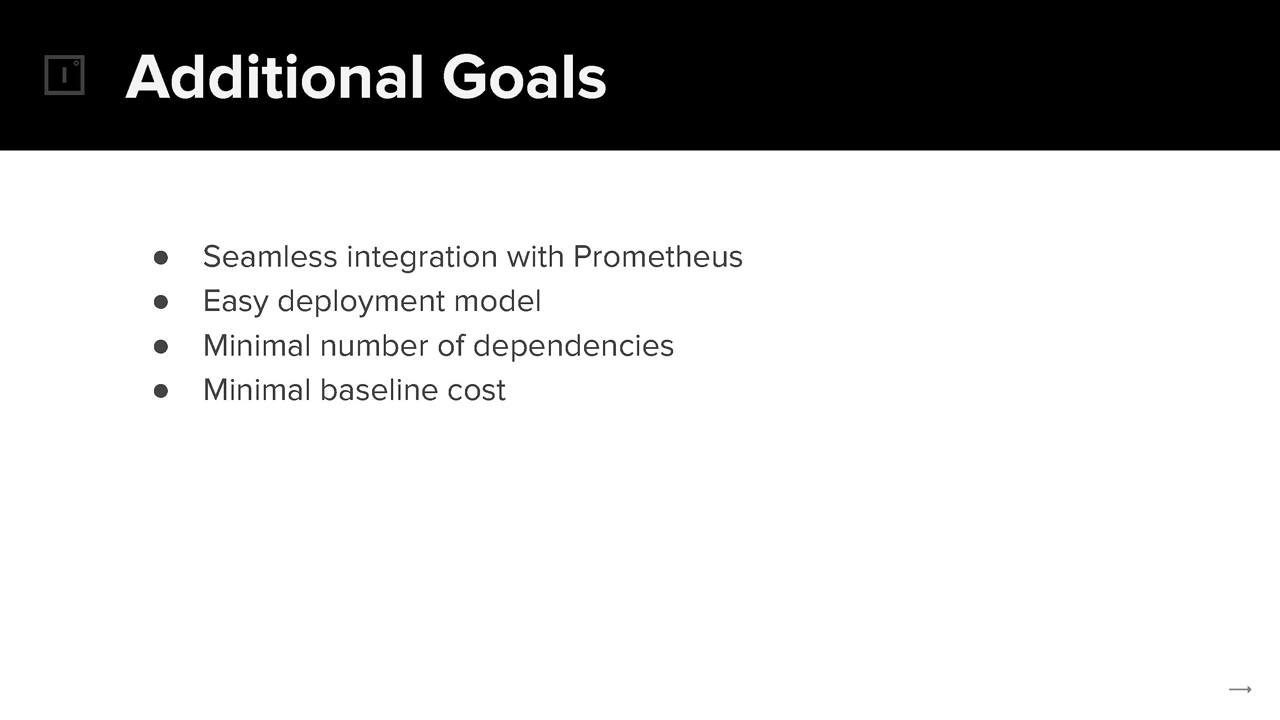 Additional Goals
● Seamless integration with Prometheus
● Easy deployment model
● Minimal number of dependencies
● Minimal baseline cost